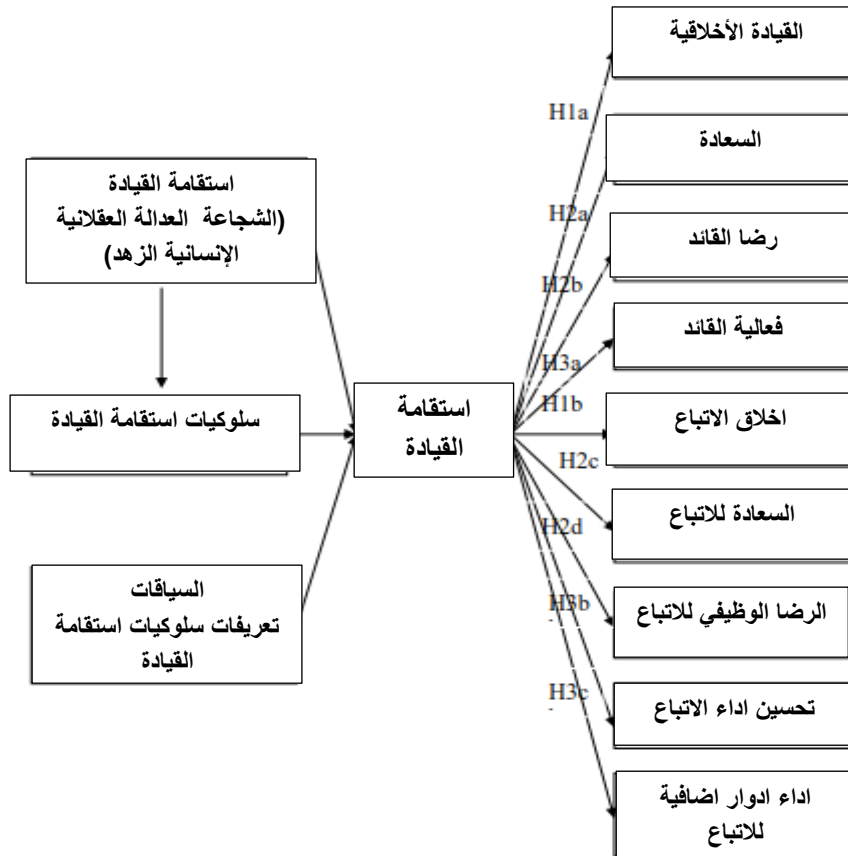 القيادة الأخلاقية
H1a
السعادة
استقامة القيادة
(الشجاعة العدالة العقلانية
الإنسانية الزهد)
H2a
رضا القائد
H2b
فعالية القائد
H3a
سلوكيات استقامة القيادة
استقامة
القيادة
H1b
اخلاق الاتباع
H2c
السعادة للاتباع
H2d
السياقات
تعريفات سلوكيات استقامة
القيادة
H3b
الرضا الوظيفي للاتباع
H3c
تحسين اداء الاتباع
اداء ادوار اضافية
للاتباع